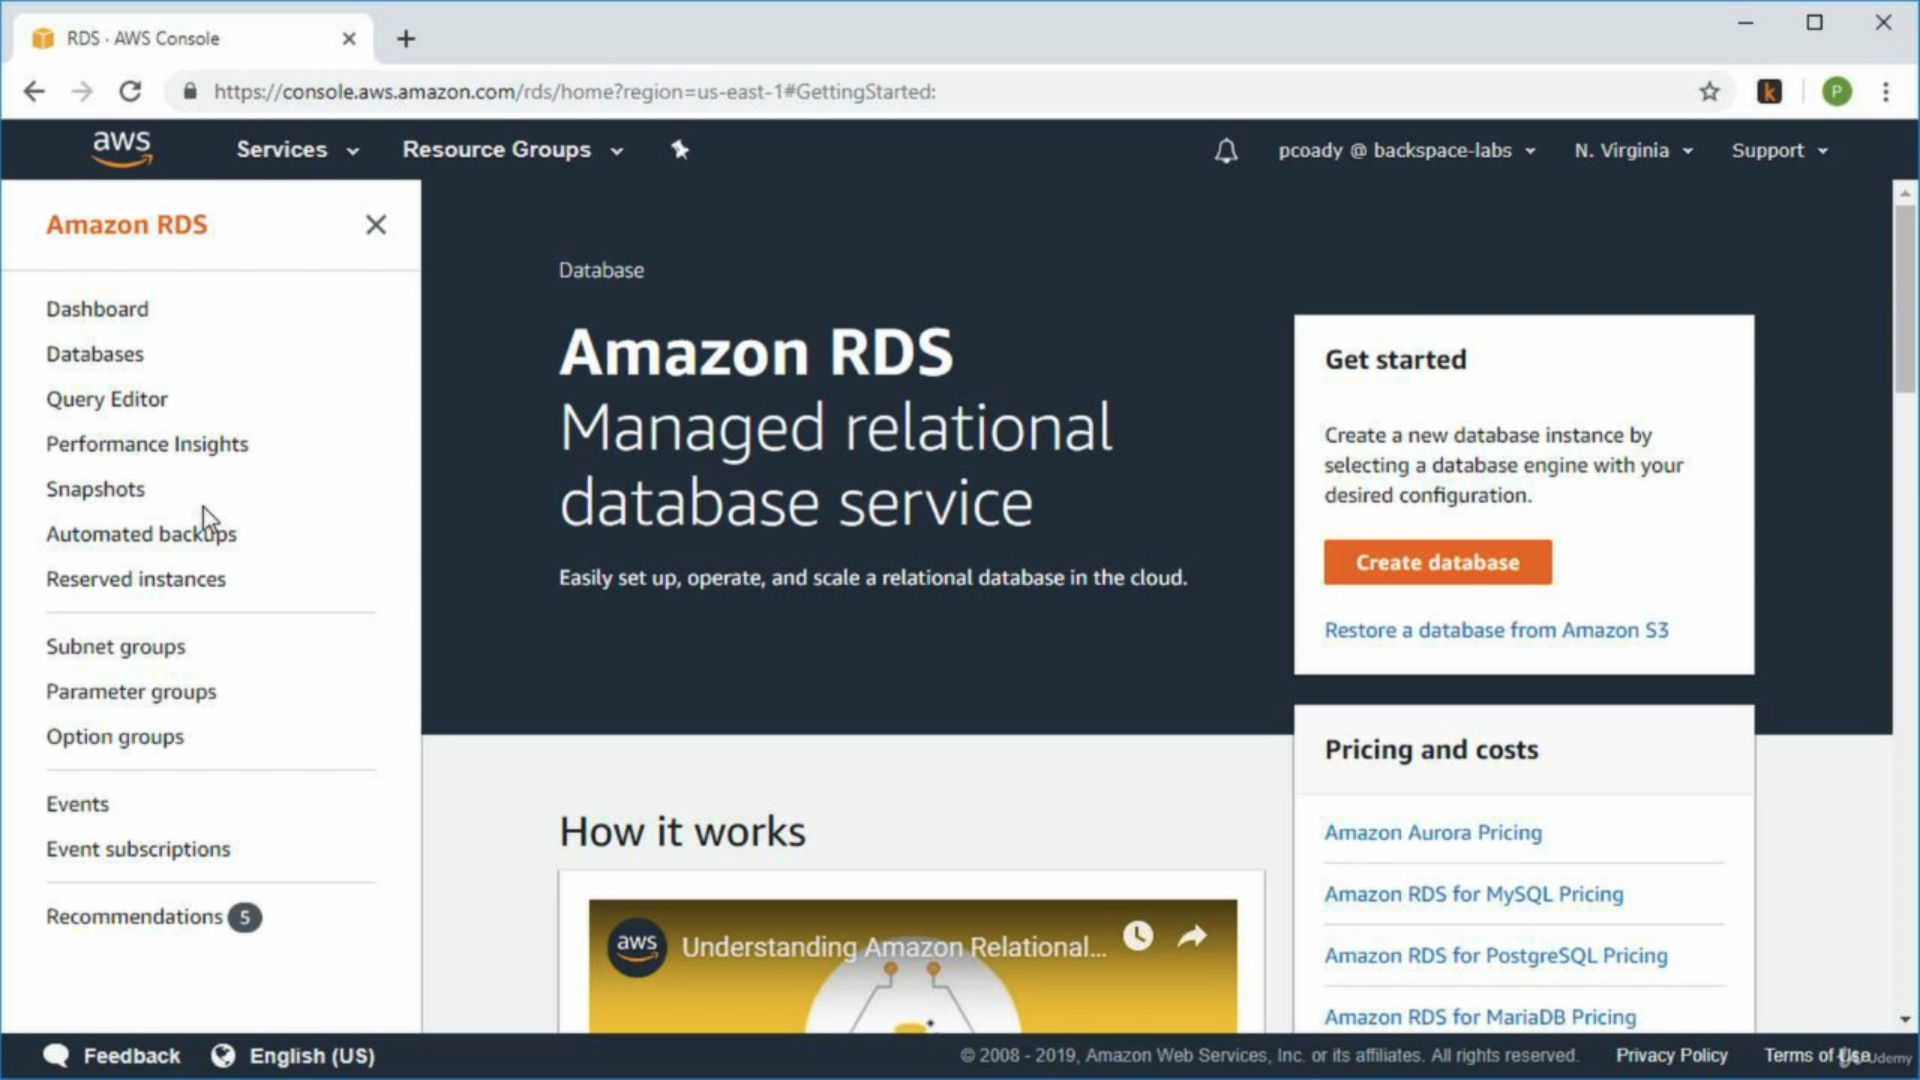 RDS - AWS Console
https://console.aws.amazon.com/rds/home?region=us-east-1#GettingStarted:
k
P
aws
Services
Resource Groups
pcoady @ backspace-labs
N. Virginia
Support
Amazon RDS
Dashboard
Databases
Query Editor
Performance Insights
Snapshots
Automated backups
Reserved instances
Subnet groups
Parameter groups
Option groups
Events
Event subscriptions
Recommendations 5
Database
Amazon RDS
Managed relational
database service
Easily set up, operate, and scale a relational database in the cloud.
Get started
Create a new database instance by
selecting a database engine with your
desired configuration.
Create database
Restore a database from Amazon S3
Pricing and costs
Amazon Aurora Pricing
Amazon RDS for MySQL Pricing
Amazon RDS for PostgreSQL Pricing
Amazon RDS for MariaDB Pricing
How it works
aws
Understanding Amazon Relational...
Feedback
English (US)
© 2008 - 2019, Amazon Web Services, Inc. or its affiliates. All rights reserved.
Privacy Policy
Terms of Use
Udemy